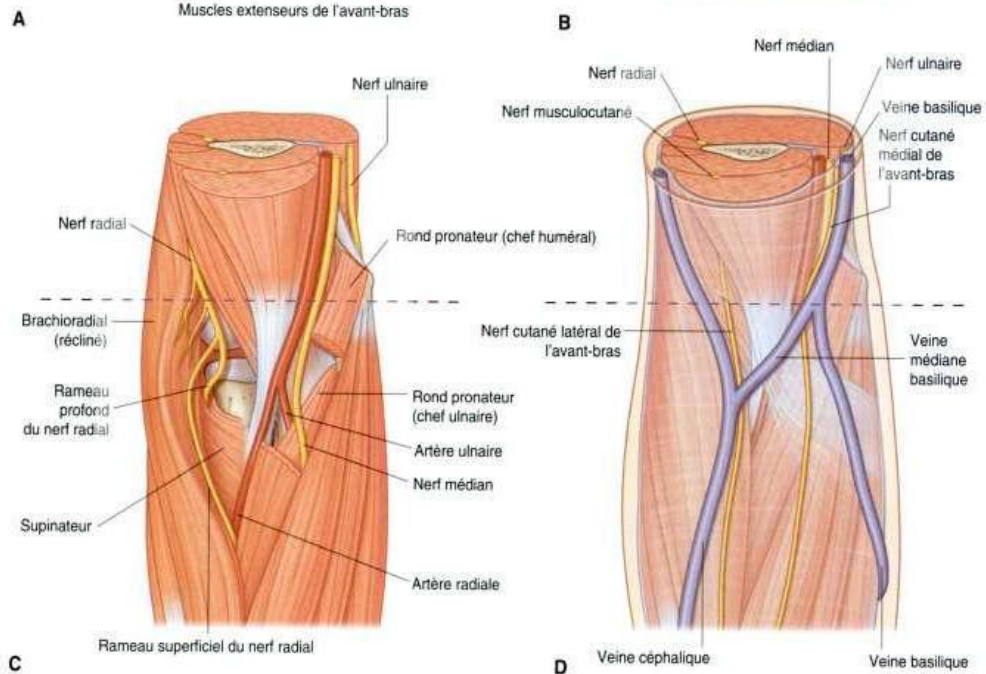 A
Muscles extenseurs de l'avant-bras
B
Nerf ulnaire
Nerf radial
Brachioradial
(récliné)
Rameau
profond
du nerf radial
Supinateur
Rameau superficiel du nerf radial
Rond pronateur (chef huméral)
Rond pronateur
(chef ulnaire)
Artère ulnaire
Nerf médian
Artère radiale
C
Nerf médian
Nerf radial
Nerf musculocutané
Nerf ulnaire
Veine basilique
Nerf cutané
médial de
l'avant-bras
Nerf cutané latéral de
l'avant-bras
Veine
médiane
basilique
Veine céphalique
Veine basilique
D